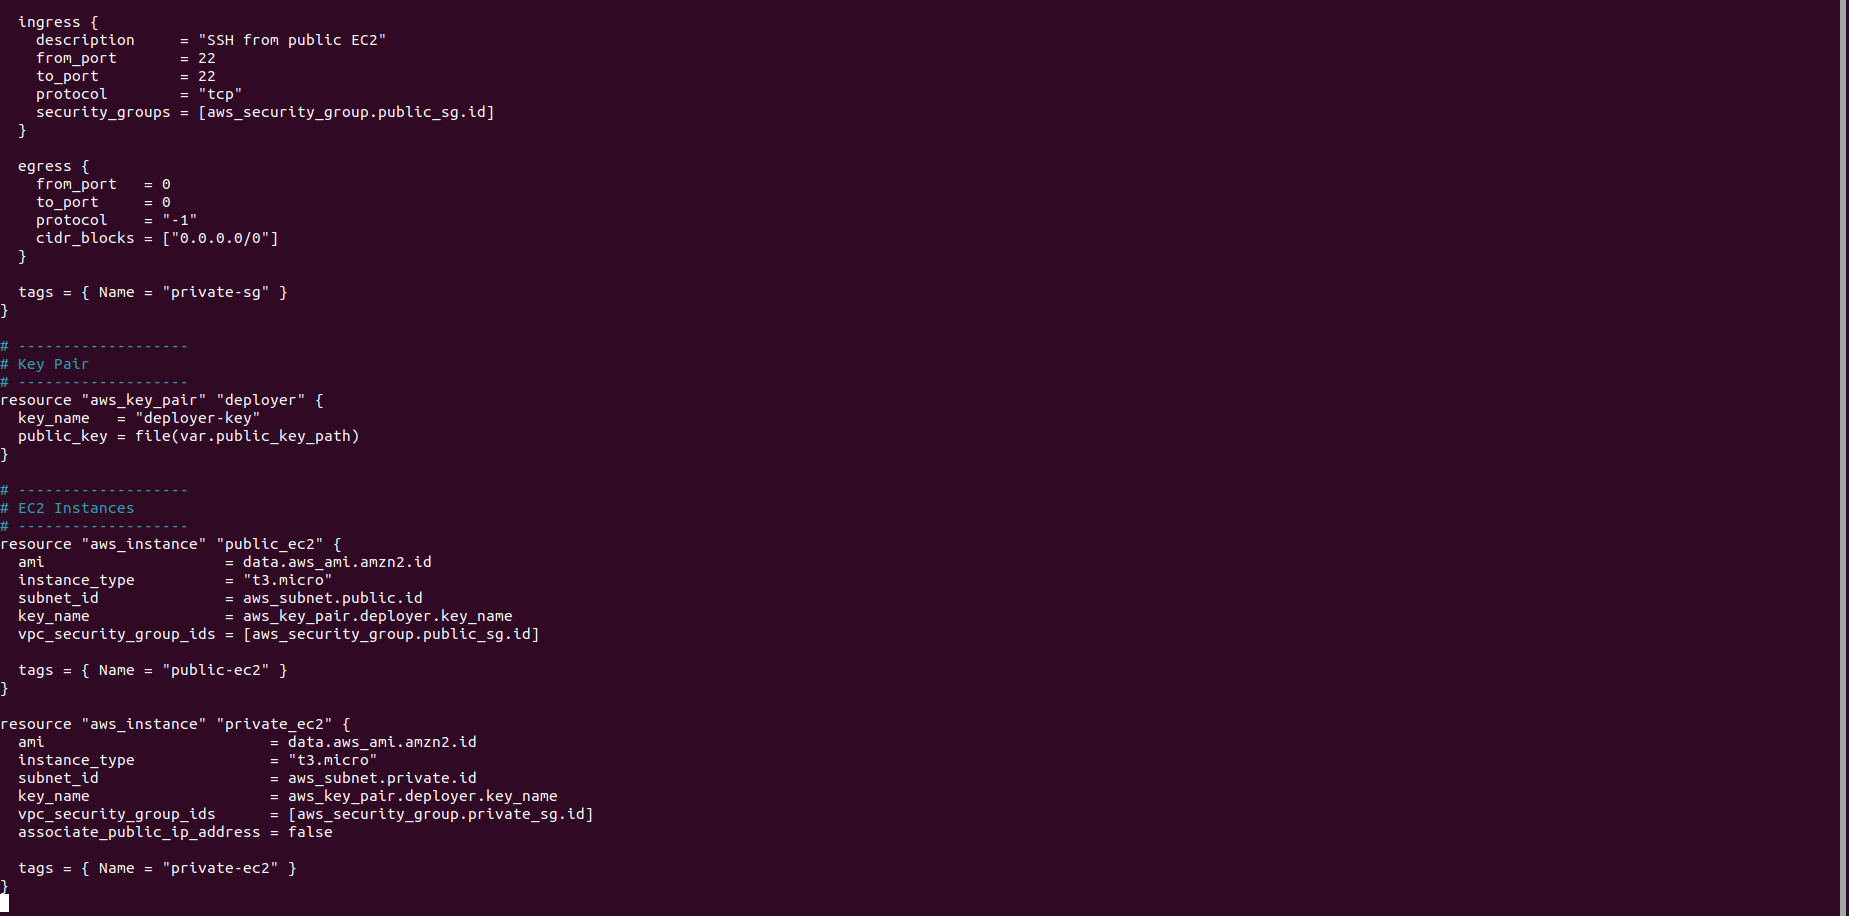 ingress {
description     = "SSH from public EC2"
from_port       = 22
to_port         = 22
protocol        = "tcp"
security_groups = [aws_security_group.public_sg.id]
}
egress {
from_port   = 0
to_port     = 0
protocol    = "-1"
cidr_blocks = ["0.0.0.0/0"]
}
tags = { Name = "private-sg" }
}
# -------------------
# Key Pair
# -------------------
resource "aws_key_pair" "deployer" {
key_name   = "deployer-key"
public_key = file(var.public_key_path)
}
# -------------------
# EC2 Instances
# -------------------
resource "aws_instance" "public_ec2" {
ami                    = data.aws_ami.amzn2.id
instance_type          = "t3.micro"
subnet_id              = aws_subnet.public.id
key_name               = aws_key_pair.deployer.key_name
vpc_security_group_ids = [aws_security_group.public_sg.id]
tags = { Name = "public-ec2" }
}
resource "aws_instance" "private_ec2" {
ami                         = data.aws_ami.amzn2.id
instance_type               = "t3.micro"
subnet_id                   = aws_subnet.private.id
key_name                    = aws_key_pair.deployer.key_name
vpc_security_group_ids      = [aws_security_group.private_sg.id]
associate_public_ip_address = false
tags = { Name = "private-ec2" }
}